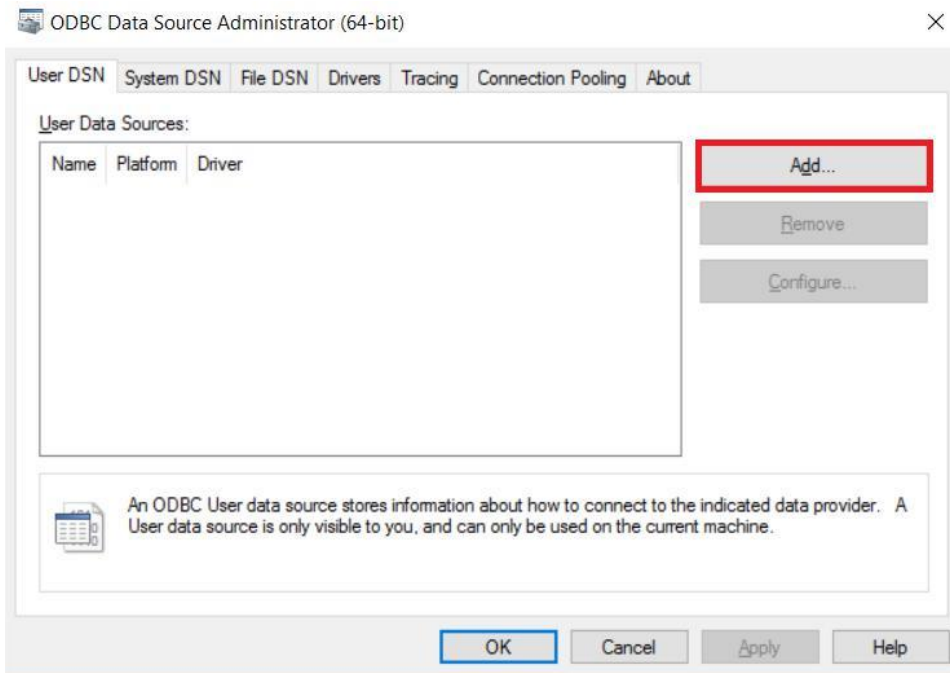 ODBC Data Source Administrator (64-bit)
User DSN System DSN File DSN Drivers Tracing Connection Pooling About
User Data Sources:
Name Platform Driver
Add...
Remove
Configure...
An ODBC User data source stores information about how to connect to the indicated data provider. A
User data source is only visible to you, and can only be used on the current machine.
OK Cancel Apply Help